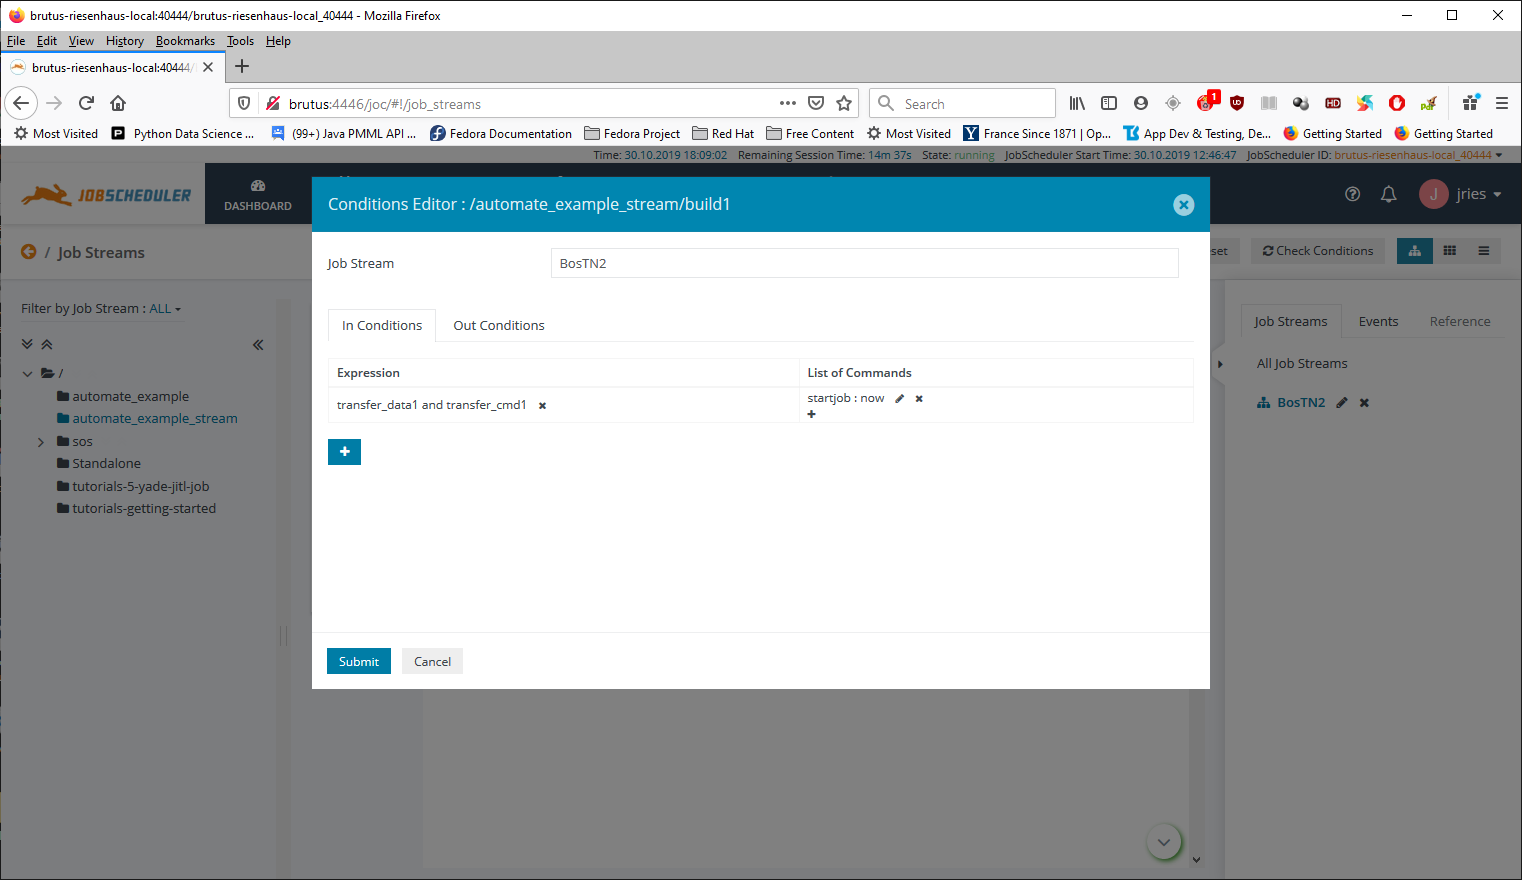 brutus-riesenhaus-local:40444/brutus-riesenhaus-local_40444 - Mozilla Firefox
File Edit View History Bookmarks Tools Help
brutus-riesenhaus-local:40444/
brutus:4446/joc/#!/job_streams
Search
1
Most Visited Python Data Science ... (99+) Java PMML API ... Fedora Documentation Fedora Project Red Hat Free Content Most Visited France Since 1871 | Op... App Dev & Testing, De... Getting Started Getting Started
Time: 30.10.2019 18:09:02 Remaining Session Time: 14m 37s State: running JobScheduler Start Time: 30.10.2019 12:46:47 JobScheduler ID: brutus-riesenhaus-local_40444
JOBSCHEDULER
DASHBOARD
J jries
Conditions Editor : /automate_example_stream/build1
/ Job Streams
set Check Conditions
Job Stream BosTN2
Filter by Job Stream : ALL
In Conditions Out Conditions
Job Streams Events Reference
All Job Streams
BosTN2
/
automate_example
automate_example_stream
sos
Standalone
tutorials-5-yade-jitl-job
tutorials-getting-started
Expression List of Commands
transfer_data1 and transfer_cmd1 startjob : now
Submit Cancel